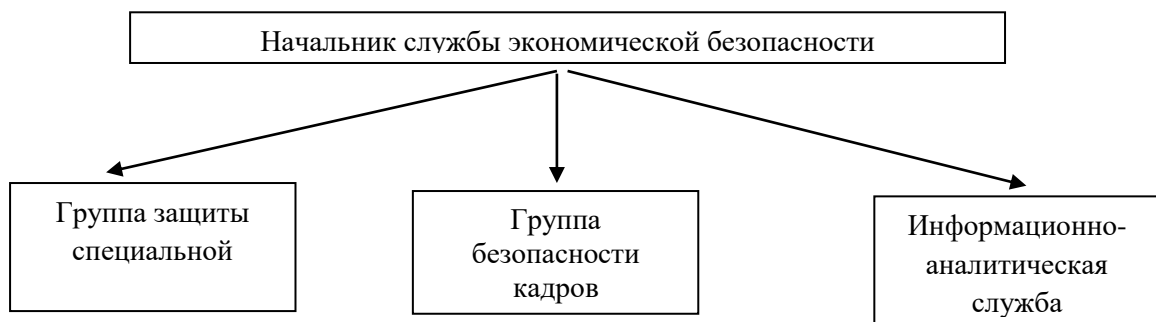 Начальник службы экономической безопасности
Группа защиты
специальной
Группа
безопасности
кадров
Информационно-
аналитическая
служба